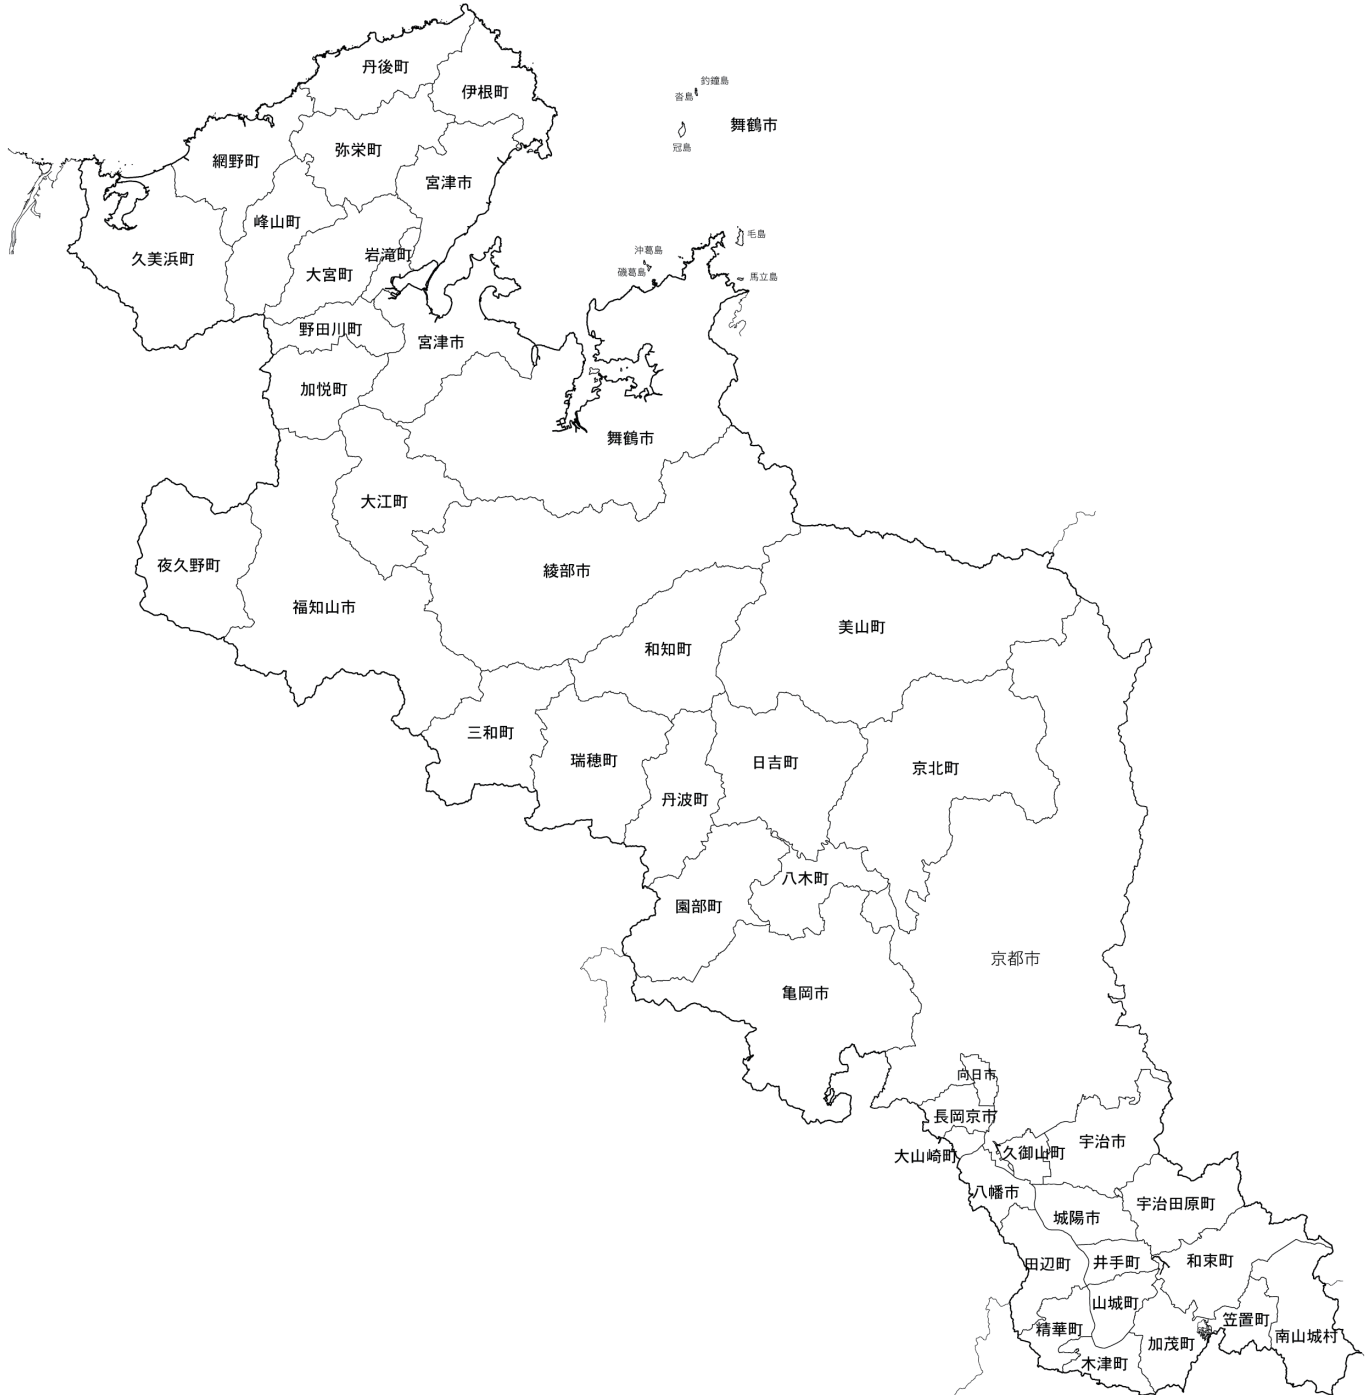 丹後町
伊根町
釣鐘島
沓島
舞鶴市
冠島
弥栄町
網野町
宮津市
峰山町
毛島
沖葛島
岩滝町
久美浜町
磯葛島
大宮町
馬立島
野田川町
宮津市
加悦町
舞鶴市
大江町
夜久野町
綾部市
福知山市
美山町
和知町
三和町
瑞穂町
日吉町
京北町
丹波町
八木町
園部町
京都市
亀岡市
向日市
長岡京市
宇治市
久御山町
大山崎町
八幡市
宇治田原町
城陽市
和束町
井手町
田辺町
山城町
笠置町
精華町
南山城村
加茂町
木津町